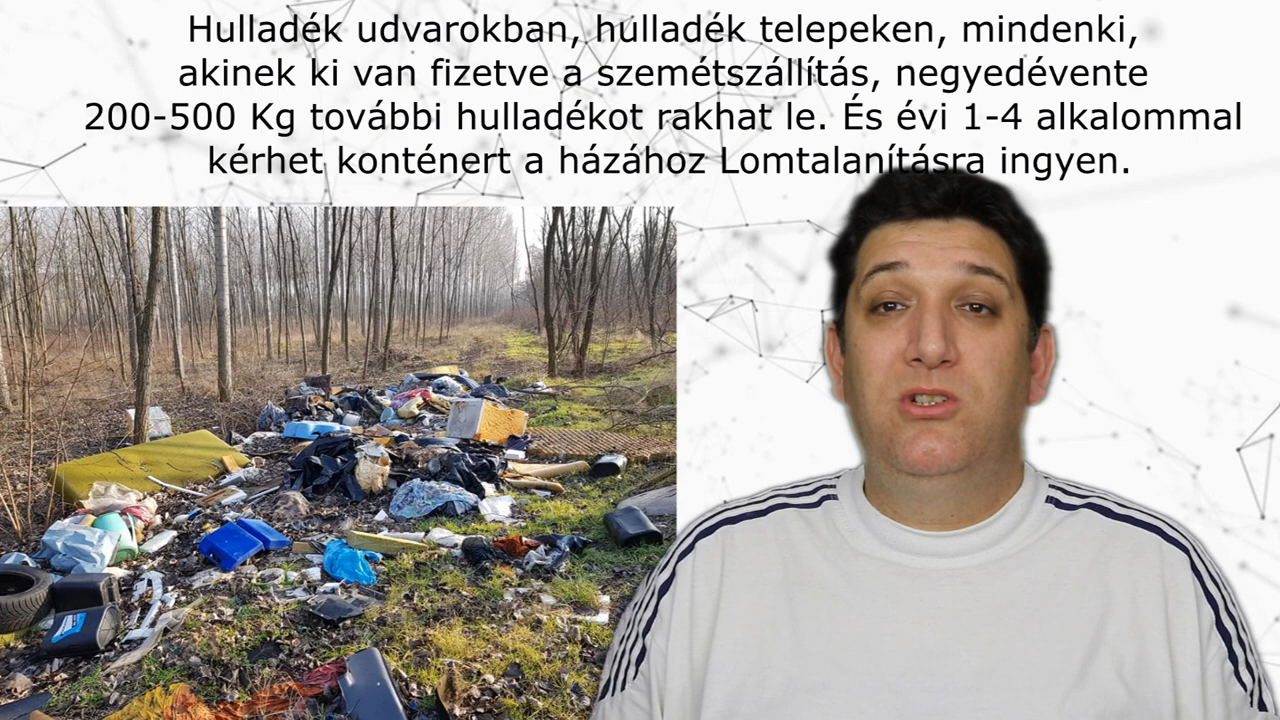 Hulladék udvarokban, hulladék telepeken, mindenki,
akinek ki van fizetve a szemétszállítás, negyedévente
200-500 Kg további hulladékot rakhat le. És évi 1-4 alkalommal
kérhet konténert a házához Lomtalanításra ingyen.